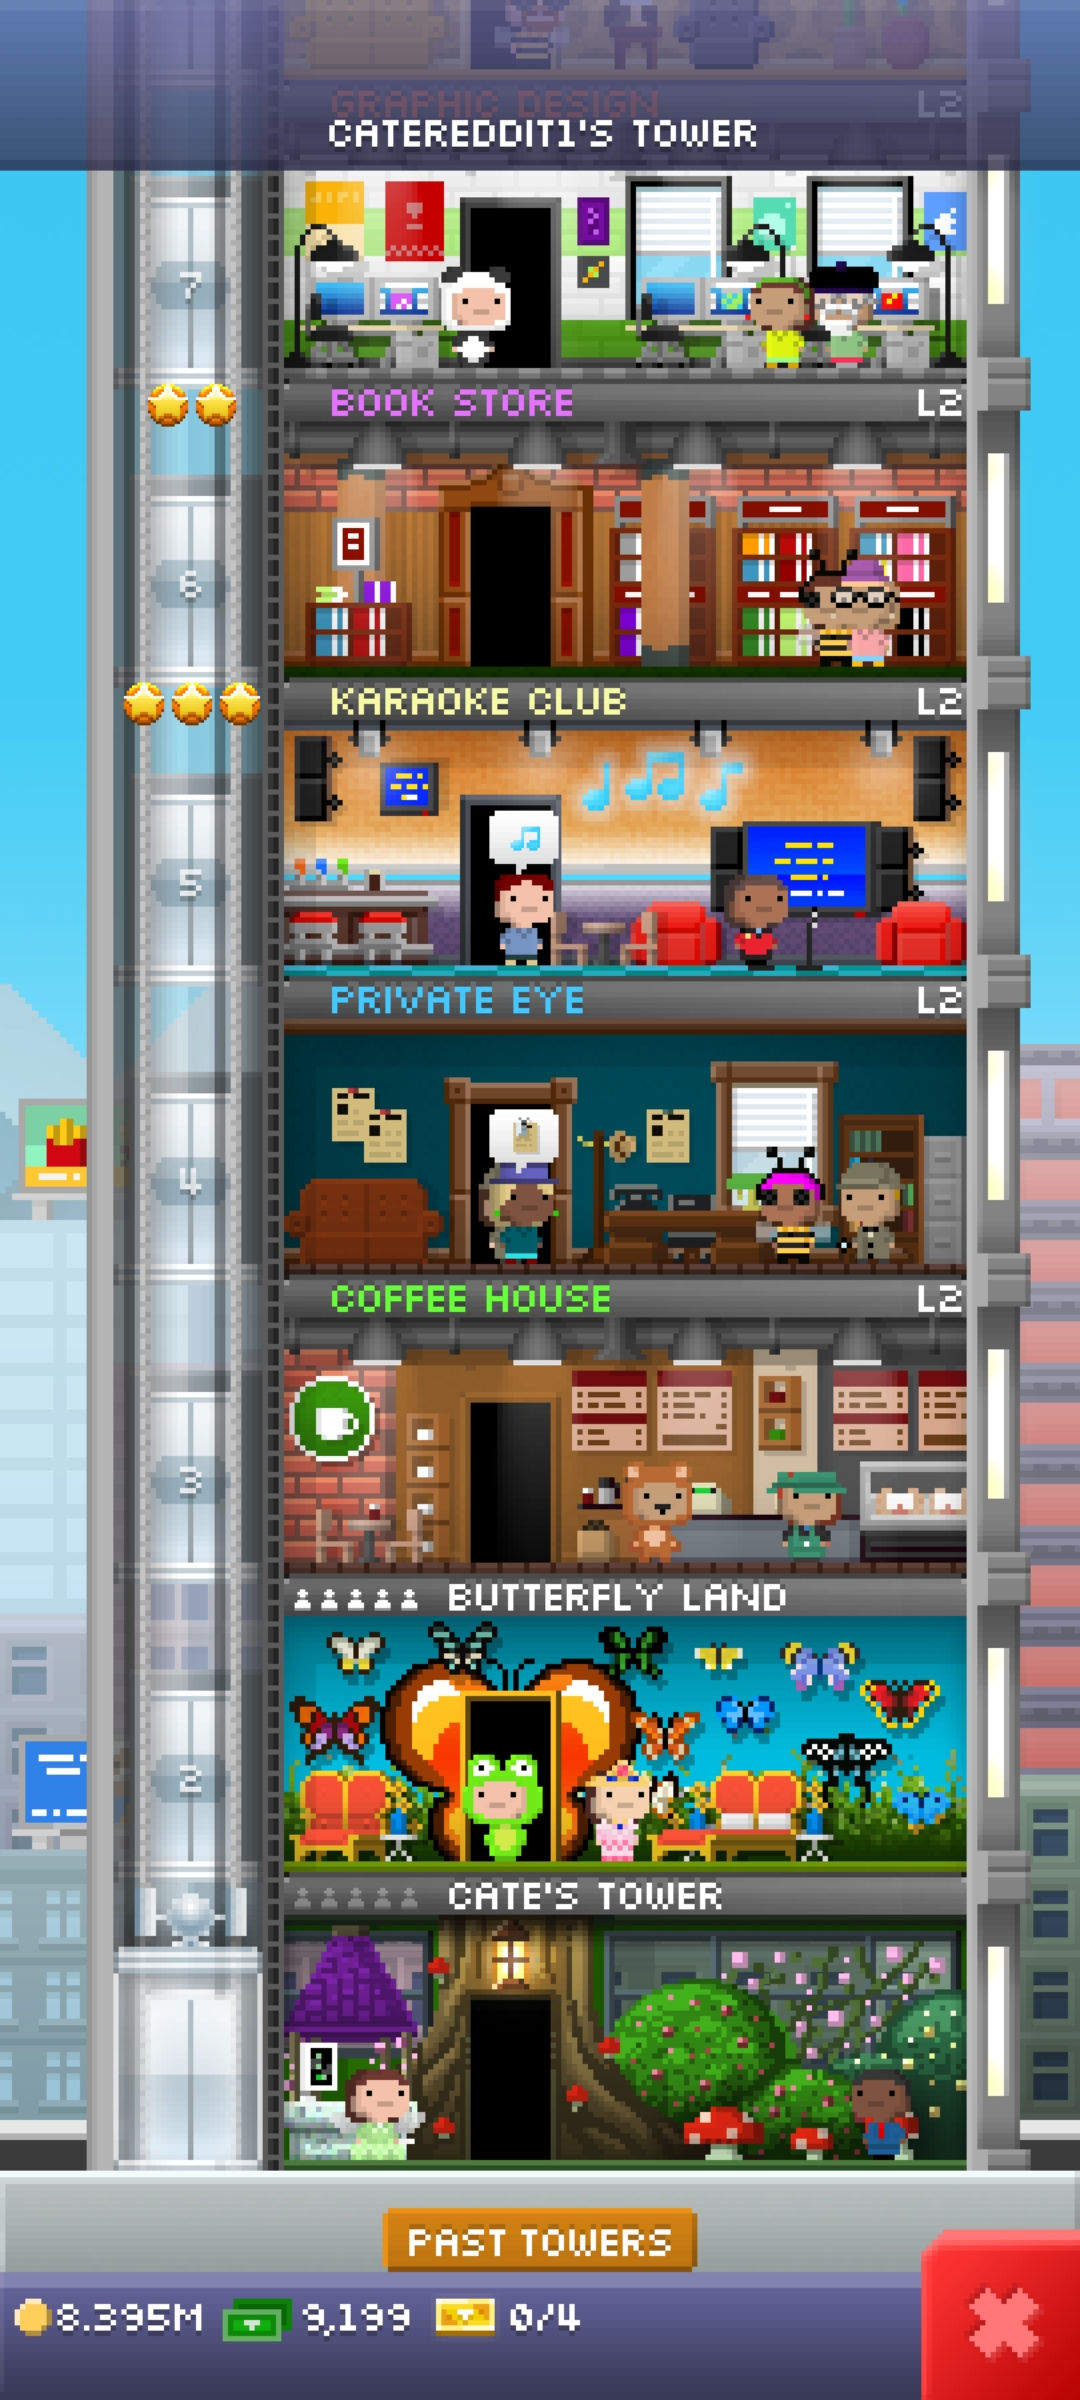 GRAPHIC DESIGN L2
CATEREDDIT1'S TOWER
7
BOOK STORE L2
6
KARAOKE CLUB L2
5
PRIVATE EYE L2
4
COFFEE HOUSE L2
3
BUTTERFLY LAND
2
CATE'S TOWER
PAST TOWERS
8.395M 9,199 0/4